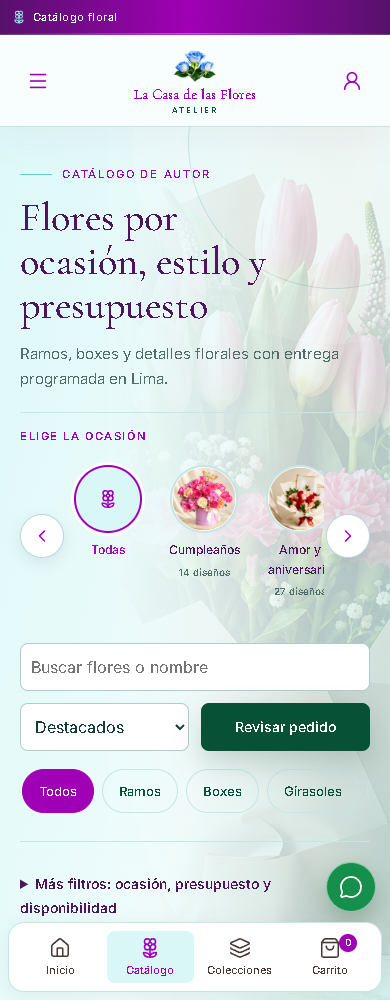 Catálogo floral
La Casa de las Flores
ATELIER
CATÁLOGO DE AUTOR
Flores por
ocasión, estilo y
presupuesto
Ramos, boxes y detalles florales con entrega
programada en Lima.
ELIGE LA OCASIÓN
Todas
Cumpleaños
14 diseños
Amor y
aniversari
27 diseños
Buscar flores o nombre
Destacados
Revisar pedido
Todos
Ramos
Boxes
Girasoles
Más filtros: ocasión, presupuesto y
disponibilidad
Inicio
Catálogo
Colecciones
0
Carrito